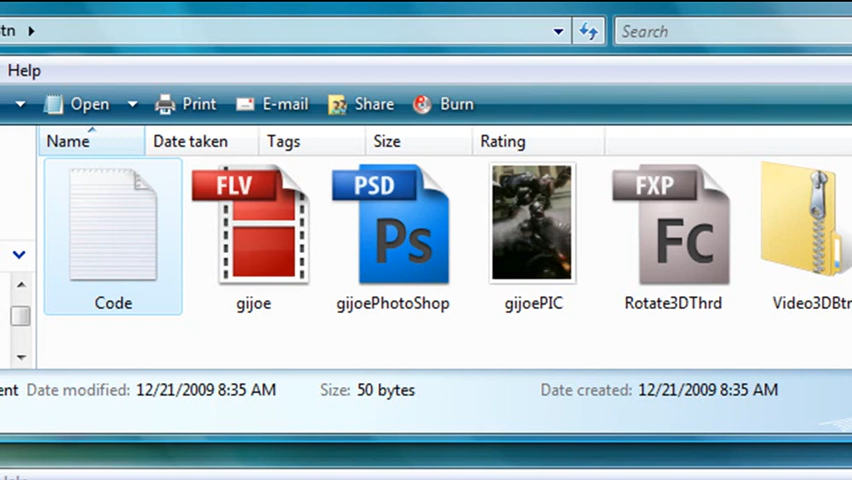 tn
Search
Help
Open Print E-mail Share Burn
Name Date taken Tags Size Rating
FLV PSD FXP
Ps Fc
Code gijoe gijoePhotoShop gijoePIC Rotate3DThrd Video3DBtn
ent Date modified: 12/21/2009 8:35 AM Size: 50 bytes Date created: 12/21/2009 8:35 AM